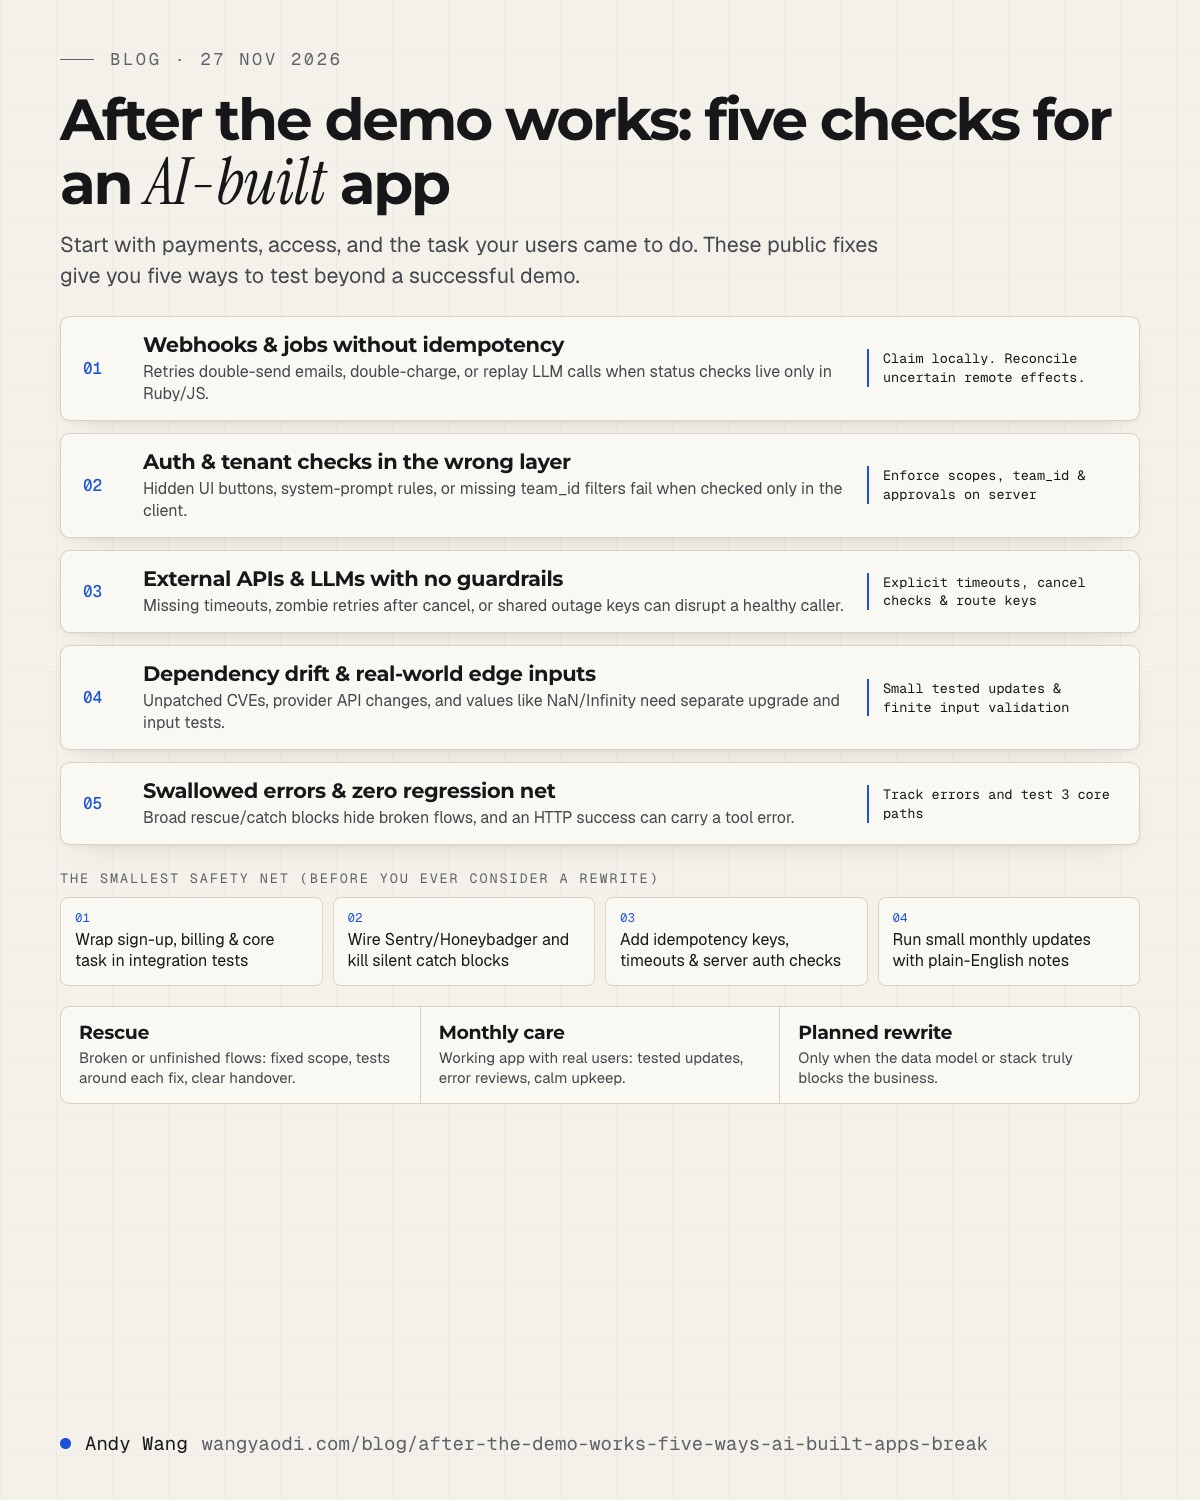 BLOG · 27 NOV 2026
After the demo works: five checks for
an AI-built app
Start with payments, access, and the task your users came to do. These public fixes
give you five ways to test beyond a successful demo.
01
Webhooks & jobs without idempotency
Retries double-send emails, double-charge, or replay LLM calls when status checks live only in
Ruby/JS.
Claim locally. Reconcile
uncertain remote effects.
02
Auth & tenant checks in the wrong layer
Hidden UI buttons, system-prompt rules, or missing team_id filters fail when checked only in the
client.
Enforce scopes, team_id &
approvals on server
03
External APIs & LLMs with no guardrails
Missing timeouts, zombie retries after cancel, or shared outage keys can disrupt a healthy caller.
Explicit timeouts, cancel
checks & route keys
04
Dependency drift & real-world edge inputs
Unpatched CVEs, provider API changes, and values like NaN/Infinity need separate upgrade and
input tests.
Small tested updates &
finite input validation
05
Swallowed errors & zero regression net
Broad rescue/catch blocks hide broken flows, and an HTTP success can carry a tool error.
Track errors and test 3 core
paths
THE SMALLEST SAFETY NET (BEFORE YOU EVER CONSIDER A REWRITE)
01
Wrap sign-up, billing & core
task in integration tests
02
Wire Sentry/Honeybadger and
kill silent catch blocks
03
Add idempotency keys,
timeouts & server auth checks
04
Run small monthly updates
with plain-English notes
Rescue
Broken or unfinished flows: fixed scope, tests
around each fix, clear handover.
Monthly care
Working app with real users: tested updates,
error reviews, calm upkeep.
Planned rewrite
Only when the data model or stack truly
blocks the business.
Andy Wang wangyaodi.com/blog/after-the-demo-works-five-ways-ai-built-apps-break